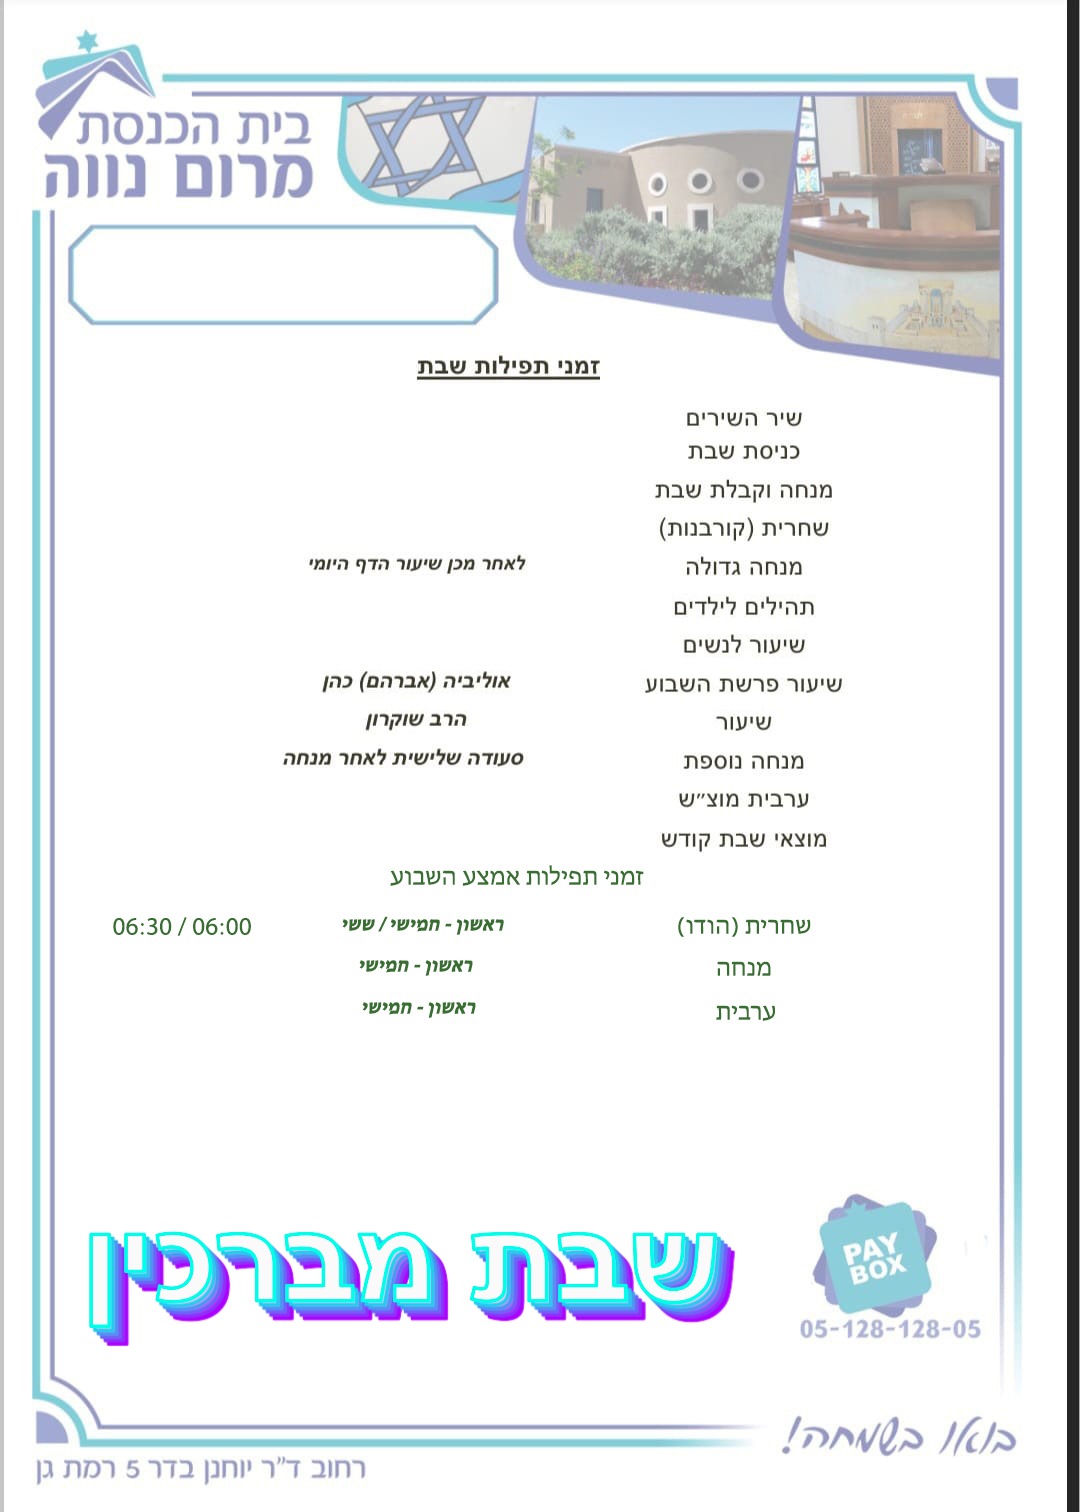 בית הכנסת
מרום נווה
זמני תפילות שבת
שיר השירים
כניסת שבת
מנחה וקבלת שבת
שחרית (קורבנות)
מנחה גדולה לאחר מכן שיעור הדף היומי
תהילים לילדים
שיעור לנשים
שיעור פרשת השבוע אוליביה (אברהם) כהן
שיעור הרב שוקרון
מנחה נוספת סעודה שלישית לאחר מנחה
ערבית מוצ״ש
מוצאי שבת קודש
זמני תפילות אמצע השבוע
שחרית (הודו) ראשון - חמישי / שישי 06:00 / 06:30
מנחה ראשון - חמישי
ערבית ראשון - חמישי
שבת מברכין
PAY
BOX
05-128-128-05
בואו בשמחה!
רחוב ד״ר יוחנן בדר 5 רמת גן